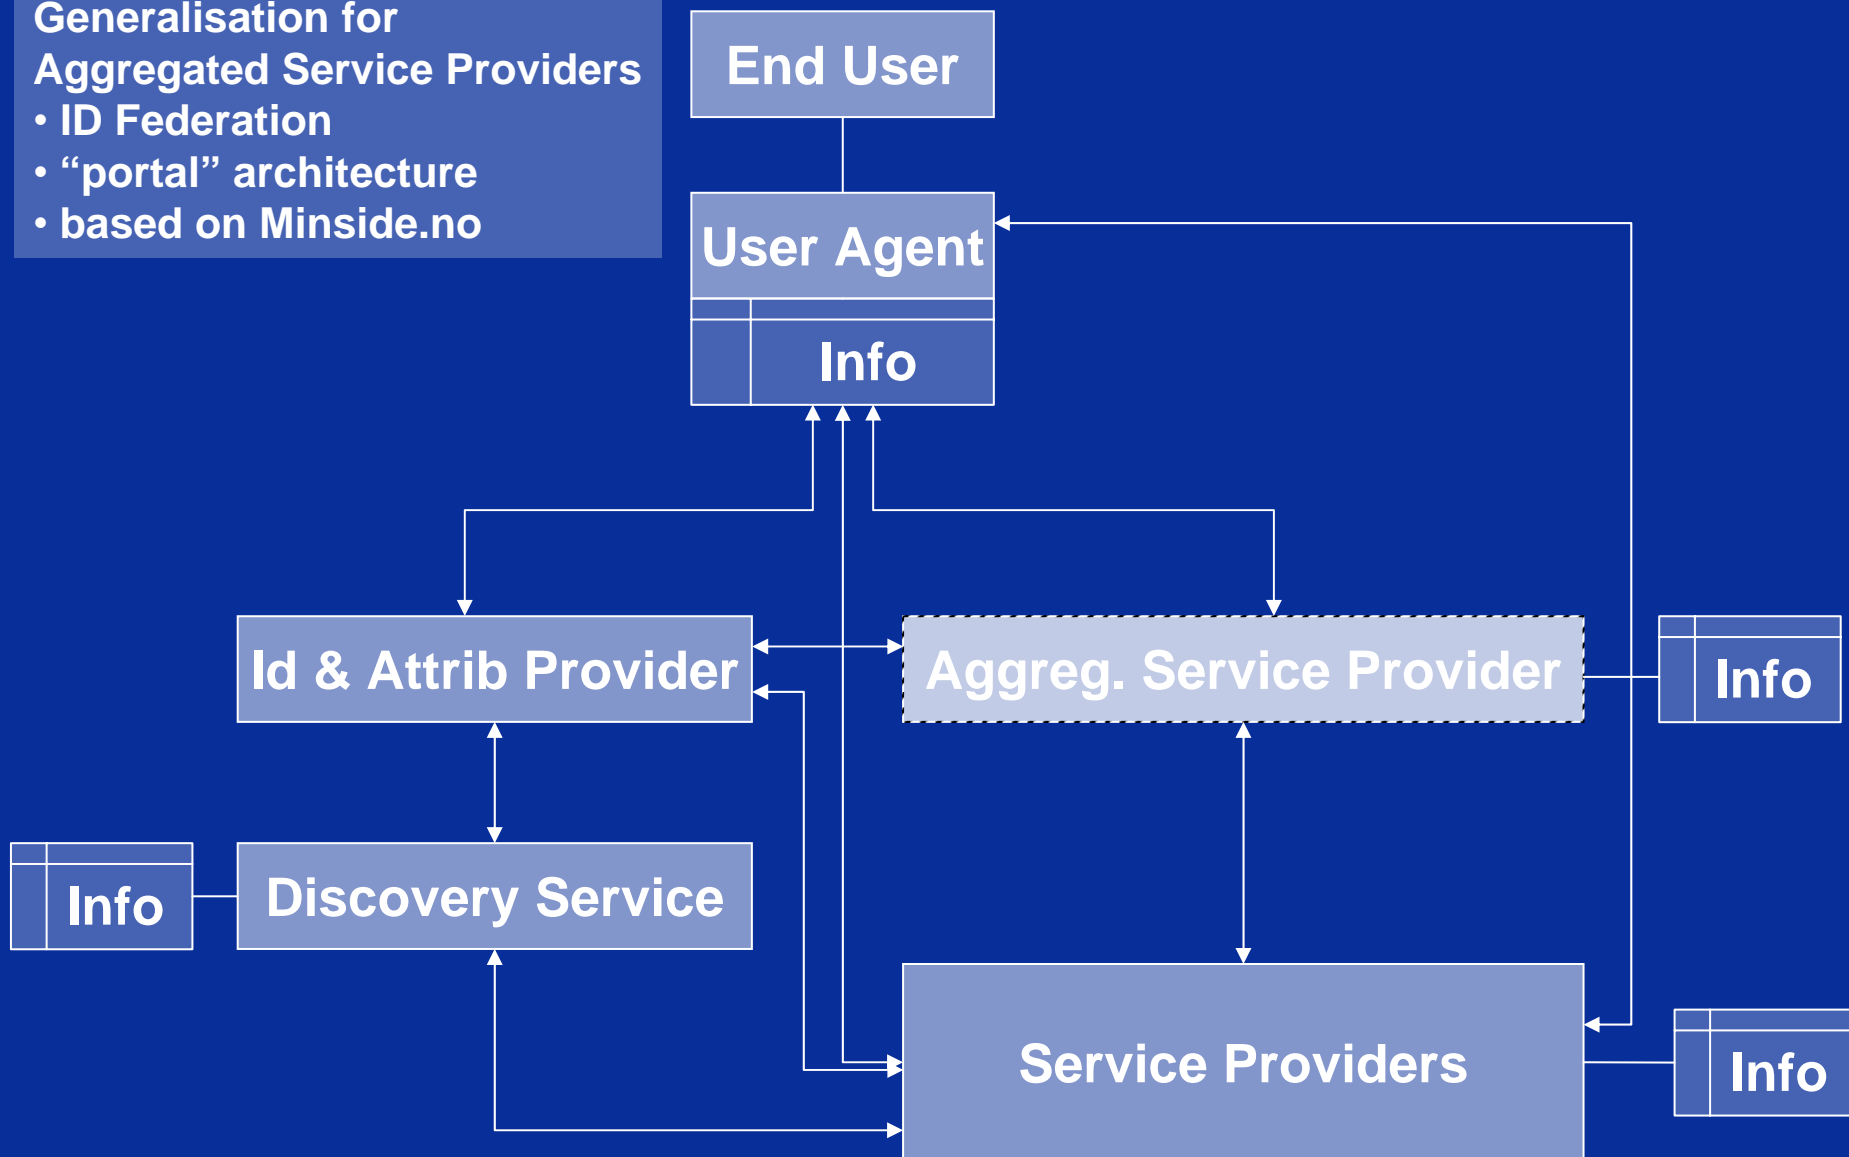 Generalisation for
Aggregated Service Providers
• ID Federation
• “portal” architecture
• based on Minside.no
End User
User Agent
Info
Id & Attrib Provider
Aggreg. Service Provider
Info
Info
Discovery Service
Service Providers
Info